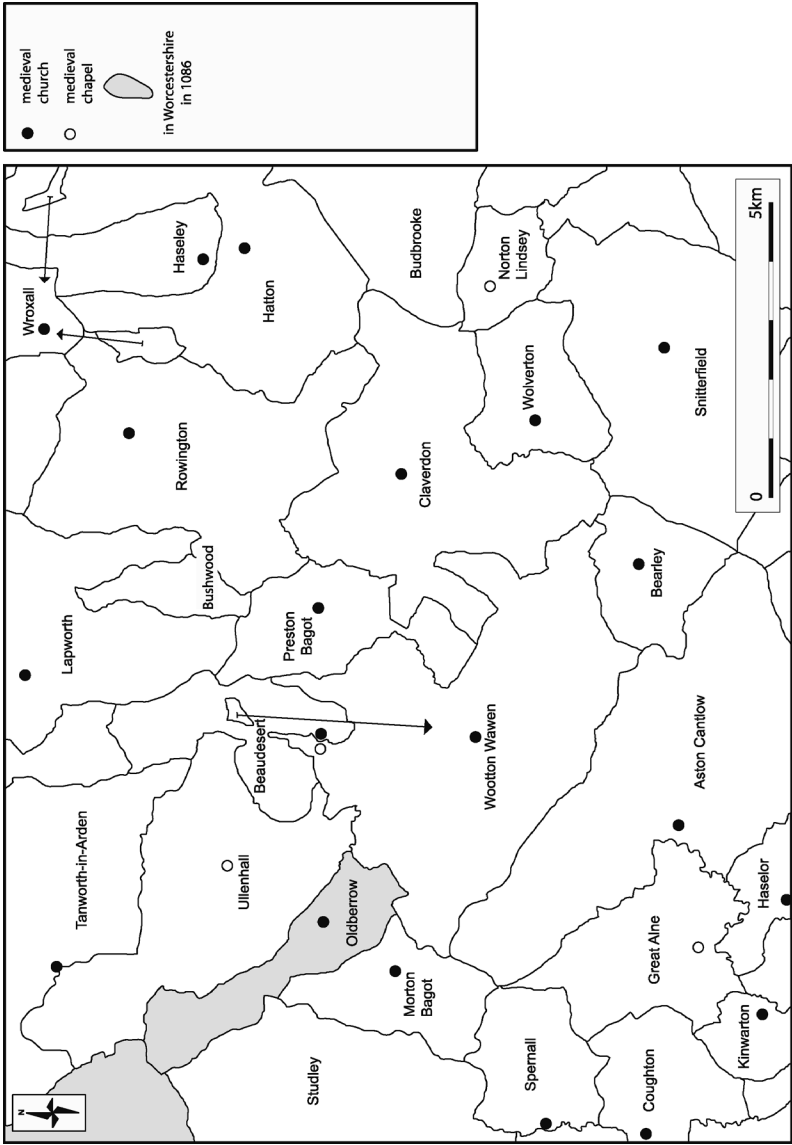 medieval
church
medieval
chapel
in Worcestershire
in 1086
N
Tanworth-in-Arden
Lapworth
Bushwood
Rowington
Wroxall
Haseley
Hatton
Budbrooke
Ullenhall
Beaudesert
Preston
Bagot
Claverdon
Norton
Lindsey
Wolverton
Snitterfield
Studley
Oldberrow
Morton
Bagot
Wootton Wawen
Bearley
Spernall
Coughton
Great Alne
Kinwarton
Haselor
Aston Cantlow
0
5km